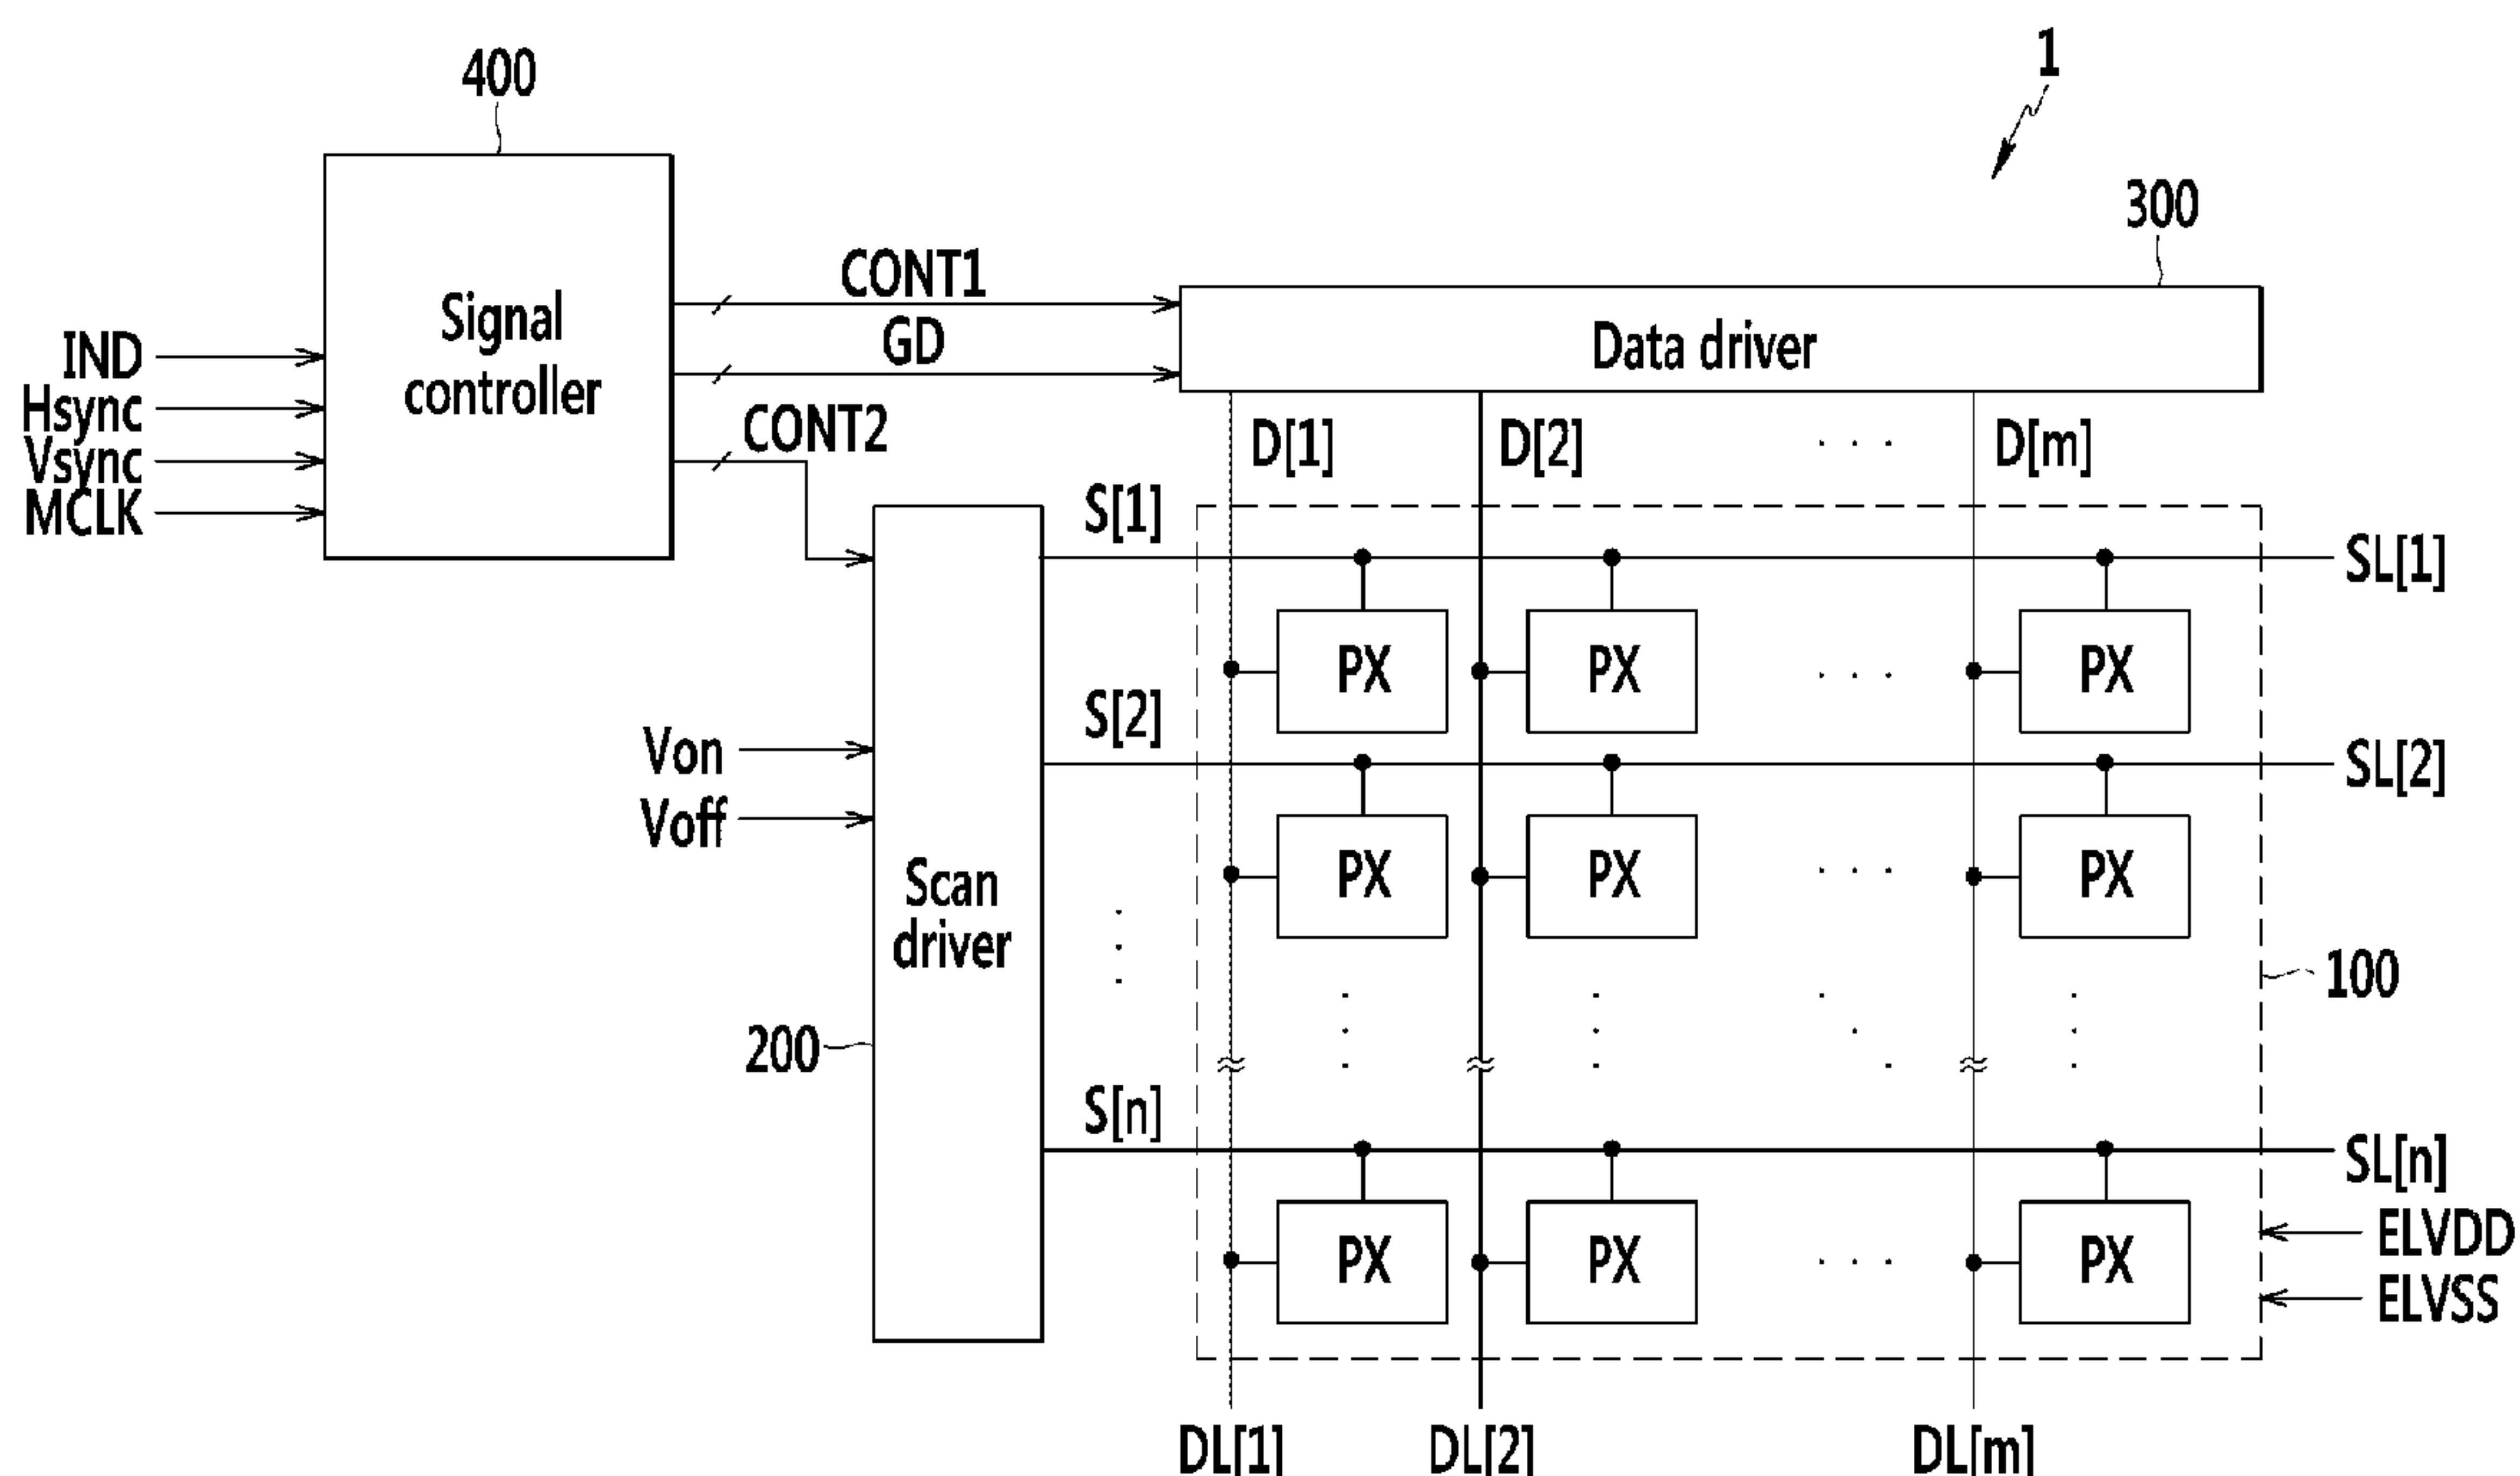 1
400
300
CONT1
Signal
controller
GD
Data driver
IND
Hsync
Vsync
MCLK
CONT2
D[1]
D[2]
. . .
D[m]
S[1]
SL[1]
PX
PX
. . .
PX
S[2]
SL[2]
Von
Voff
PX
PX
. . .
PX
Scan
driver
100
200
S[n]
SL[n]
PX
PX
. . .
PX
ELVDD
ELVSS
DL[1]
DL[2]
DL[m]